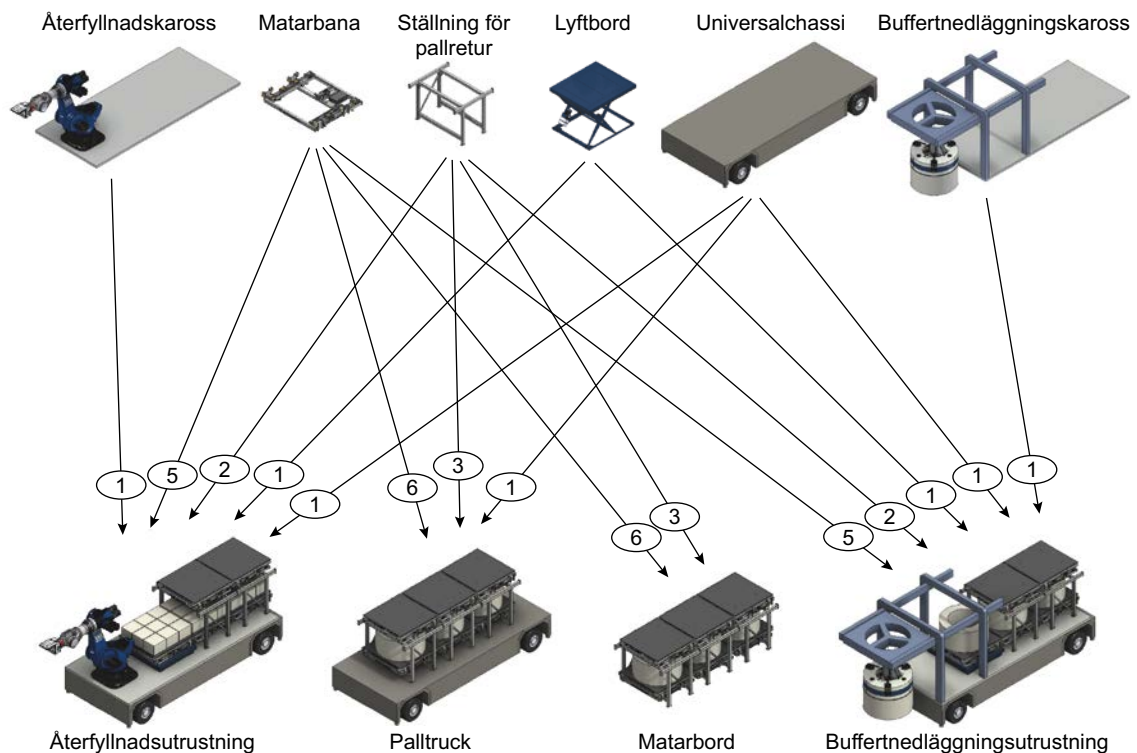 Återfyllnadskaross
Matarbana
Ställning för
pallretur
Lyftbord
Universalchassi
Buffertnedläggningskaross
1
5
2
1
1
6
3
1
6
3
5
2
1
1
1
Återfyllnadsutrustning
Palltruck
Matarbord
Buffertnedläggningsutrustning